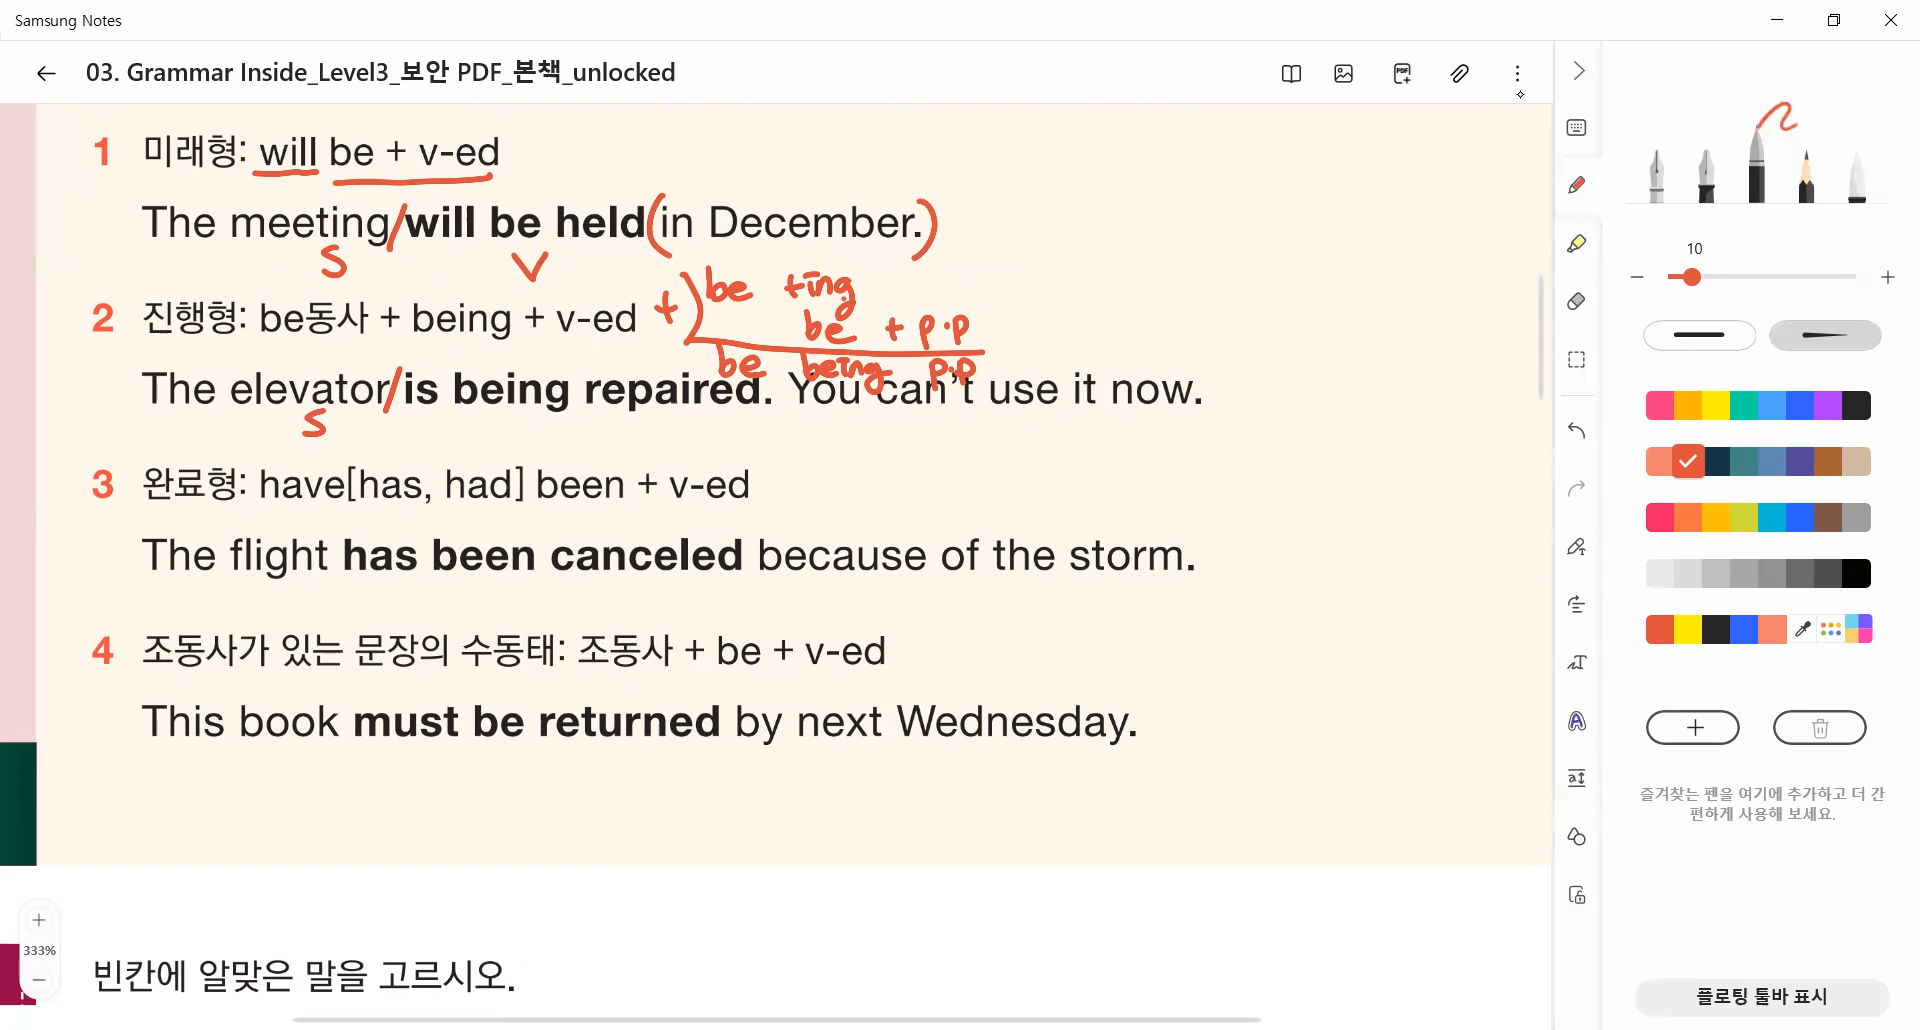 Samsung Notes
03. Grammar Inside_Level3_보안 PDF_본책_unlocked
1 미래형: will be + v-ed
The meeting/will be held(in December.)
S V
be +ing
2 진행형: be동사 + being + v-ed +) be + p.p
be being p.p
The elevator/is being repaired. You can't use it now.
S
3 완료형: have[has, had] been + v-ed
The flight has been canceled because of the storm.
4 조동사가 있는 문장의 수동태: 조동사 + be + v-ed
This book must be returned by next Wednesday.
빈칸에 알맞은 말을 고르시오.
333%
10
즐겨찾는 펜을 여기에 추가하고 더 간
편하게 사용해 보세요.
플로팅 툴바 표시